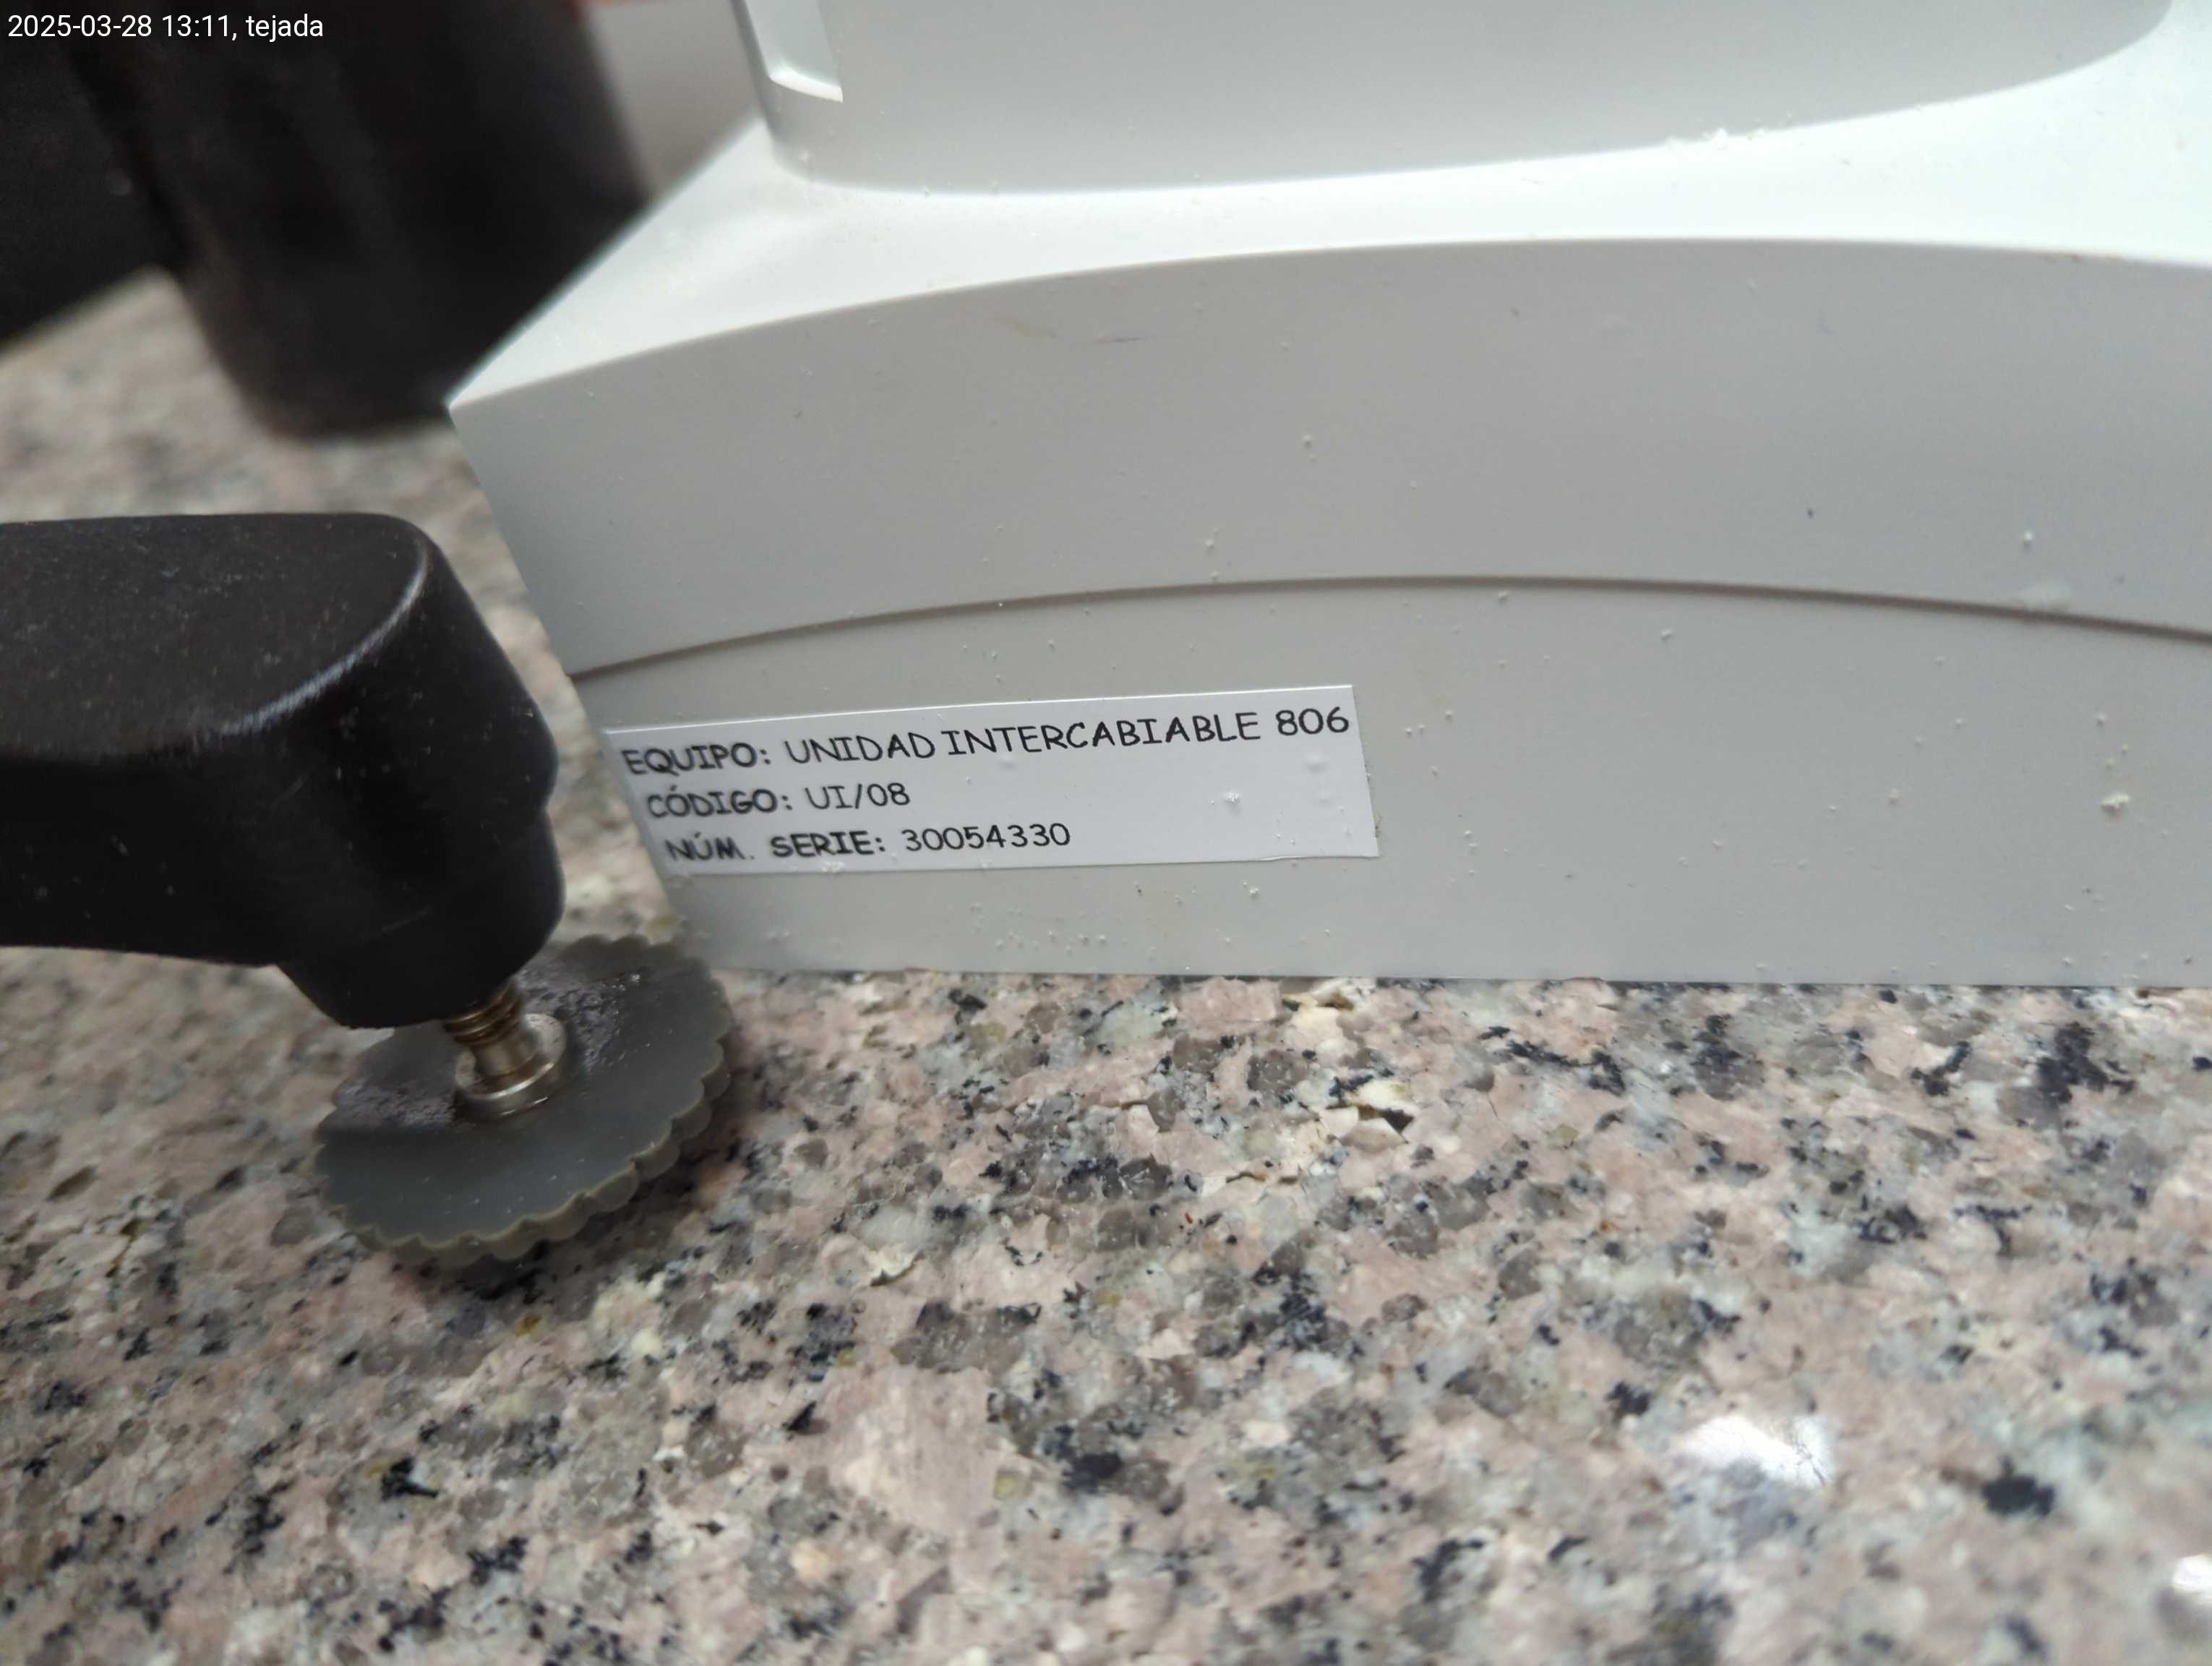 2025-03-28 13:11, tejada
EQUIPO: UNIDAD INTERCABIABLE 806
CÓDIGO: UI/08
NÚM. SERIE: 30054330